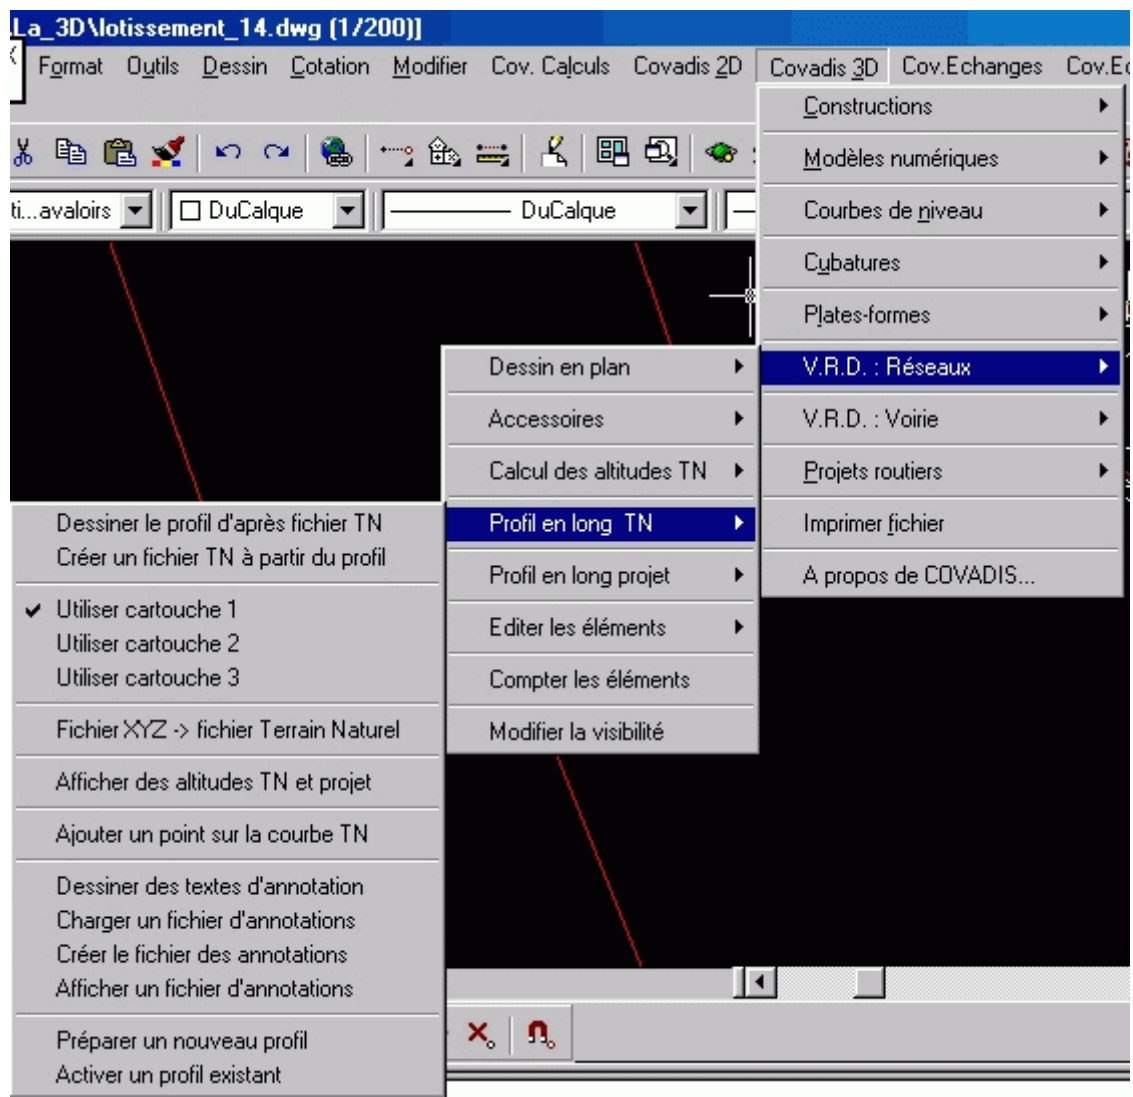 La_3D\lotissement_14.dwg (1/200)]
Format Outils Dessin Cotation Modifier Cov. Calculs Covadis 2D Covadis 3D Cov.Echanges
Constructions
Modèles numériques
ti...avaloirs DuCalque DuCalque
Courbes de niveau
Cubatures
Plates-formes
V.R.D. : Réseaux
V.R.D. : Voirie
Projets routiers
Imprimer fichier
A propos de COVADIS...
Dessin en plan
Accessoires
Calcul des altitudes TN
Profil en long TN
Profil en long projet
Editer les éléments
Compter les éléments
Modifier la visibilité
Dessiner le profil d'après fichier TN
Créer un fichier TN à partir du profil
Utiliser cartouche 1
Utiliser cartouche 2
Utiliser cartouche 3
Fichier XYZ -> fichier Terrain Naturel
Afficher des altitudes TN et projet
Ajouter un point sur la courbe TN
Dessiner des textes d'annotation
Charger un fichier d'annotations
Créer le fichier des annotations
Afficher un fichier d'annotations
Préparer un nouveau profil
Activer un profil existant